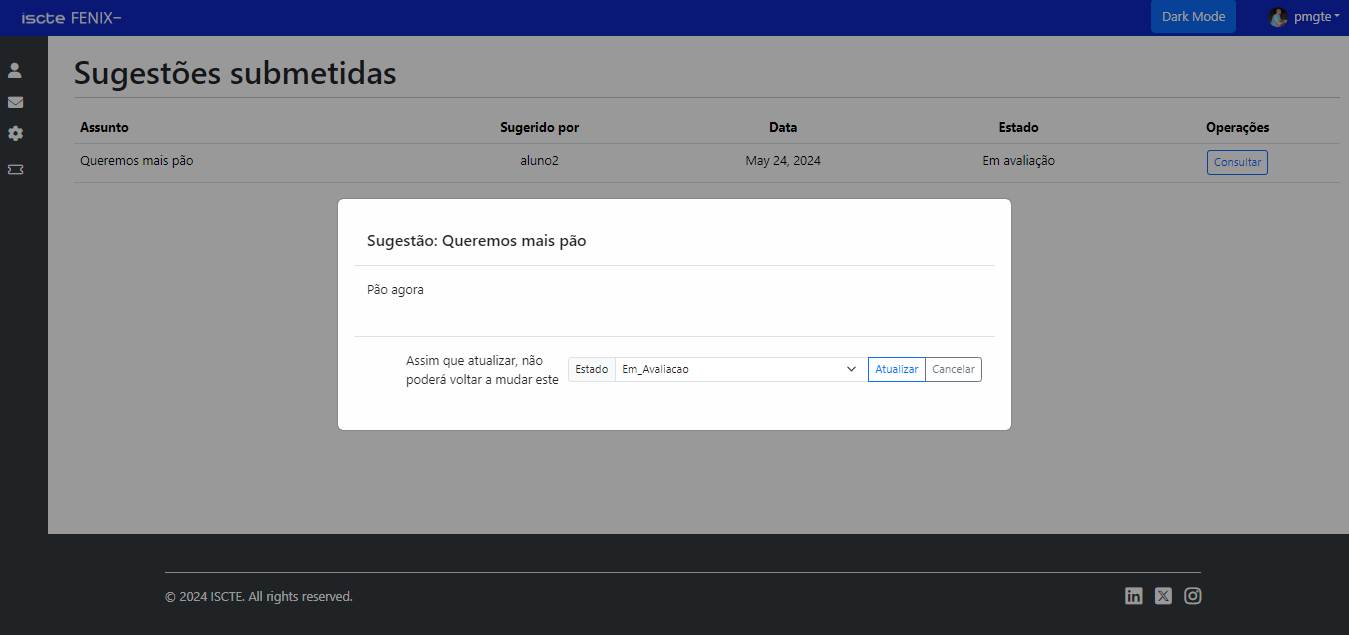 iscte FENIX–
Dark Mode
pmgte
Sugestões submetidas
Assunto Sugerido por Data Estado Operações
Queremos mais pão aluno2 May 24, 2024 Em avaliação Consultar
Sugestão: Queremos mais pão
Pão agora
Assim que atualizar, não
poderá voltar a mudar este
Estado Em_Avaliacao Atualizar Cancelar
© 2024 ISCTE. All rights reserved.